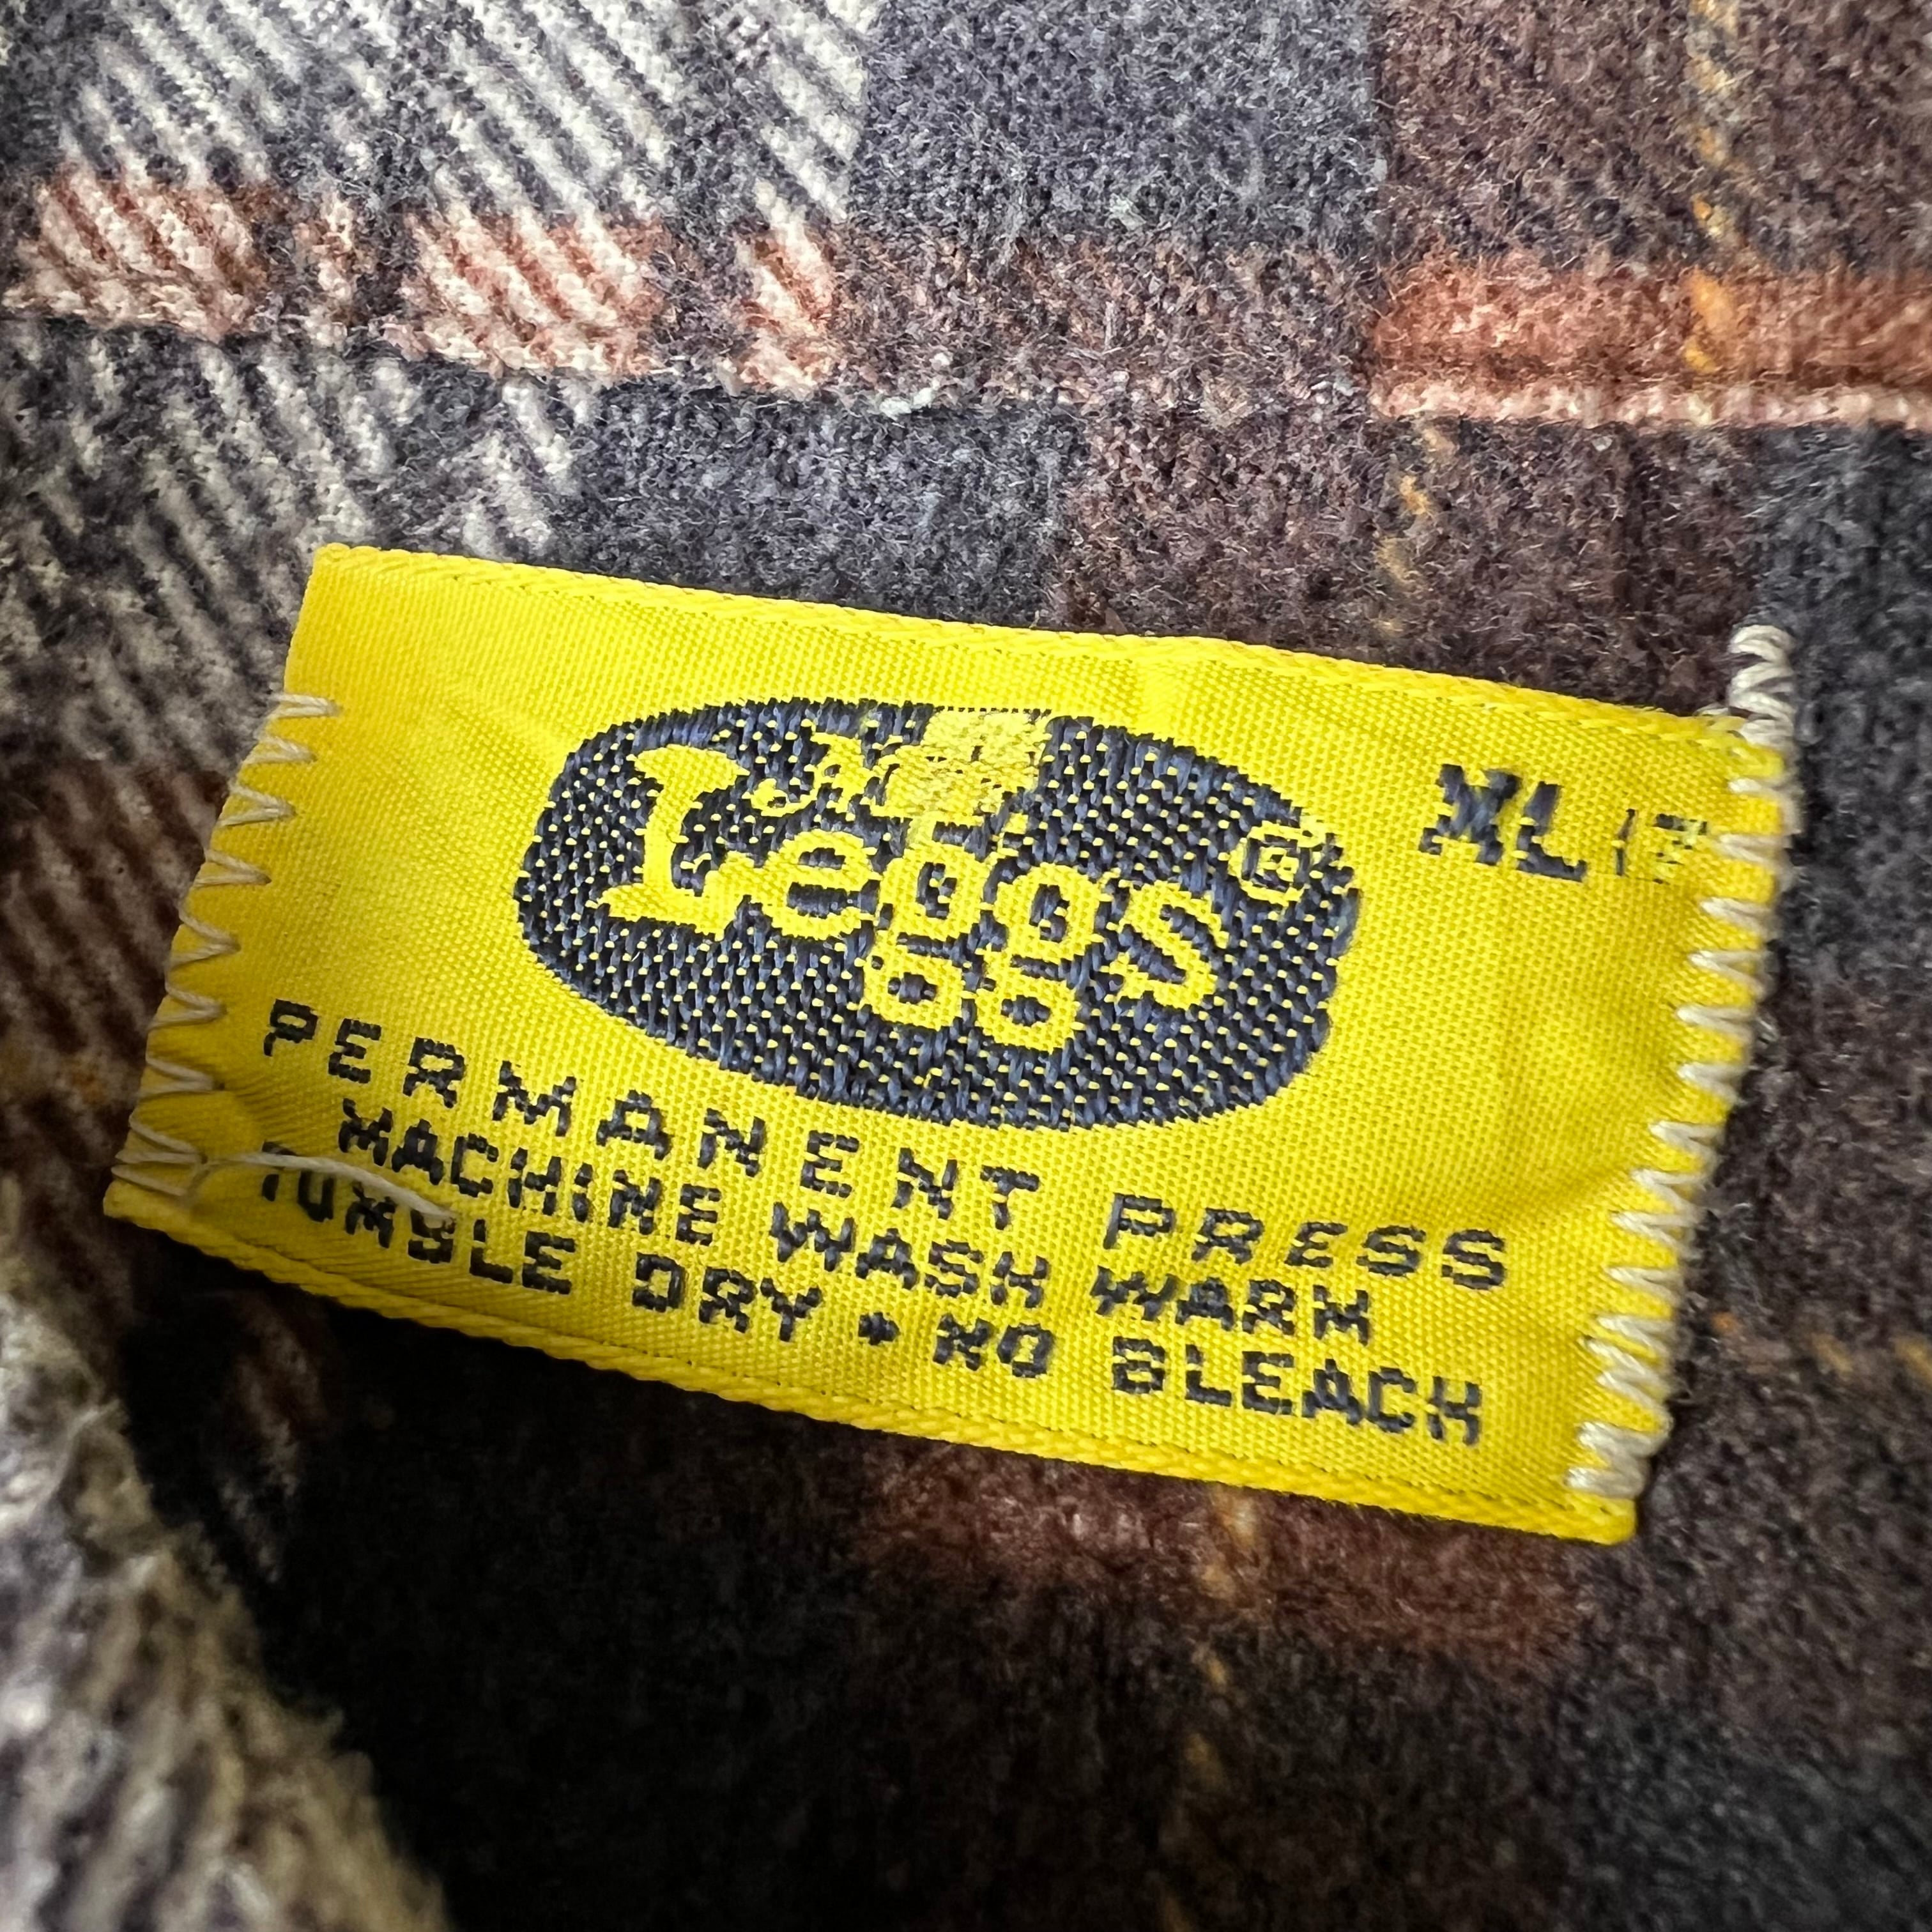 XL
Leggs ®
PERMANENT PRESS
MACHINE WASH WARM
TUMBLE DRY • NO BLEACH